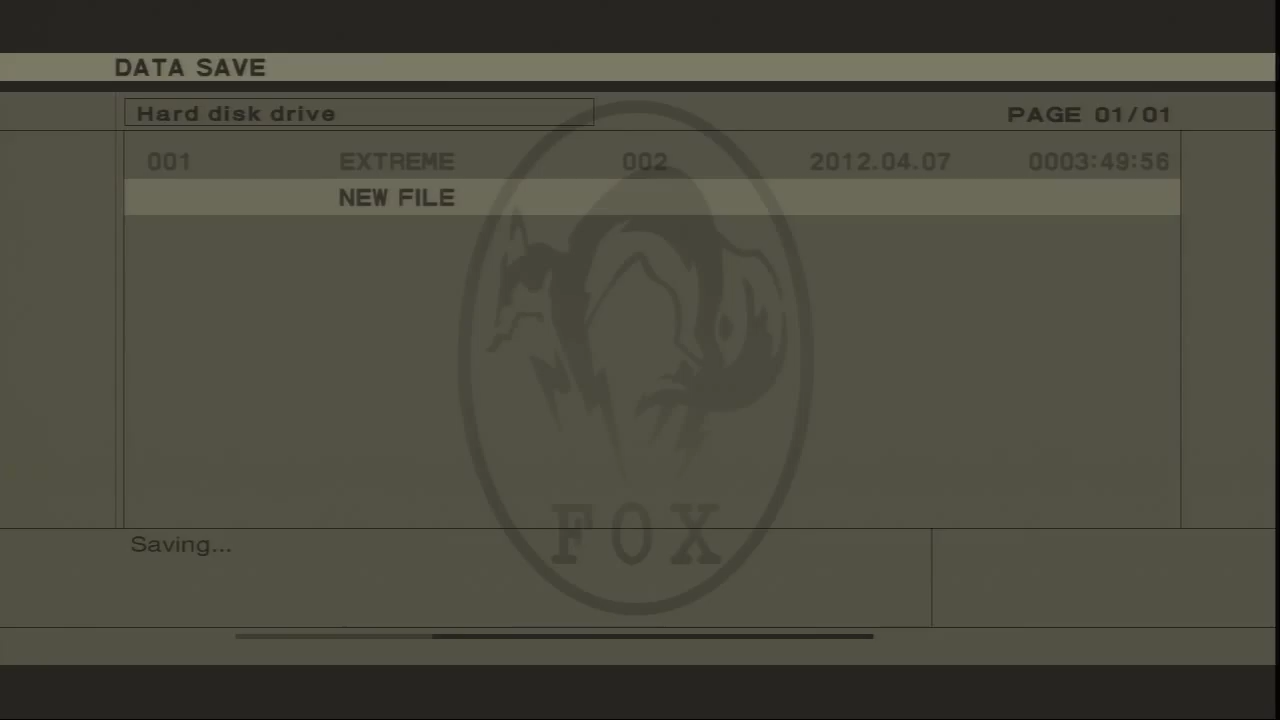 DATA SAVE
Hard disk drive PAGE 01/01
001 EXTREME 002 2012.04.07 0003:49:56
NEW FILE
FOX
Saving...